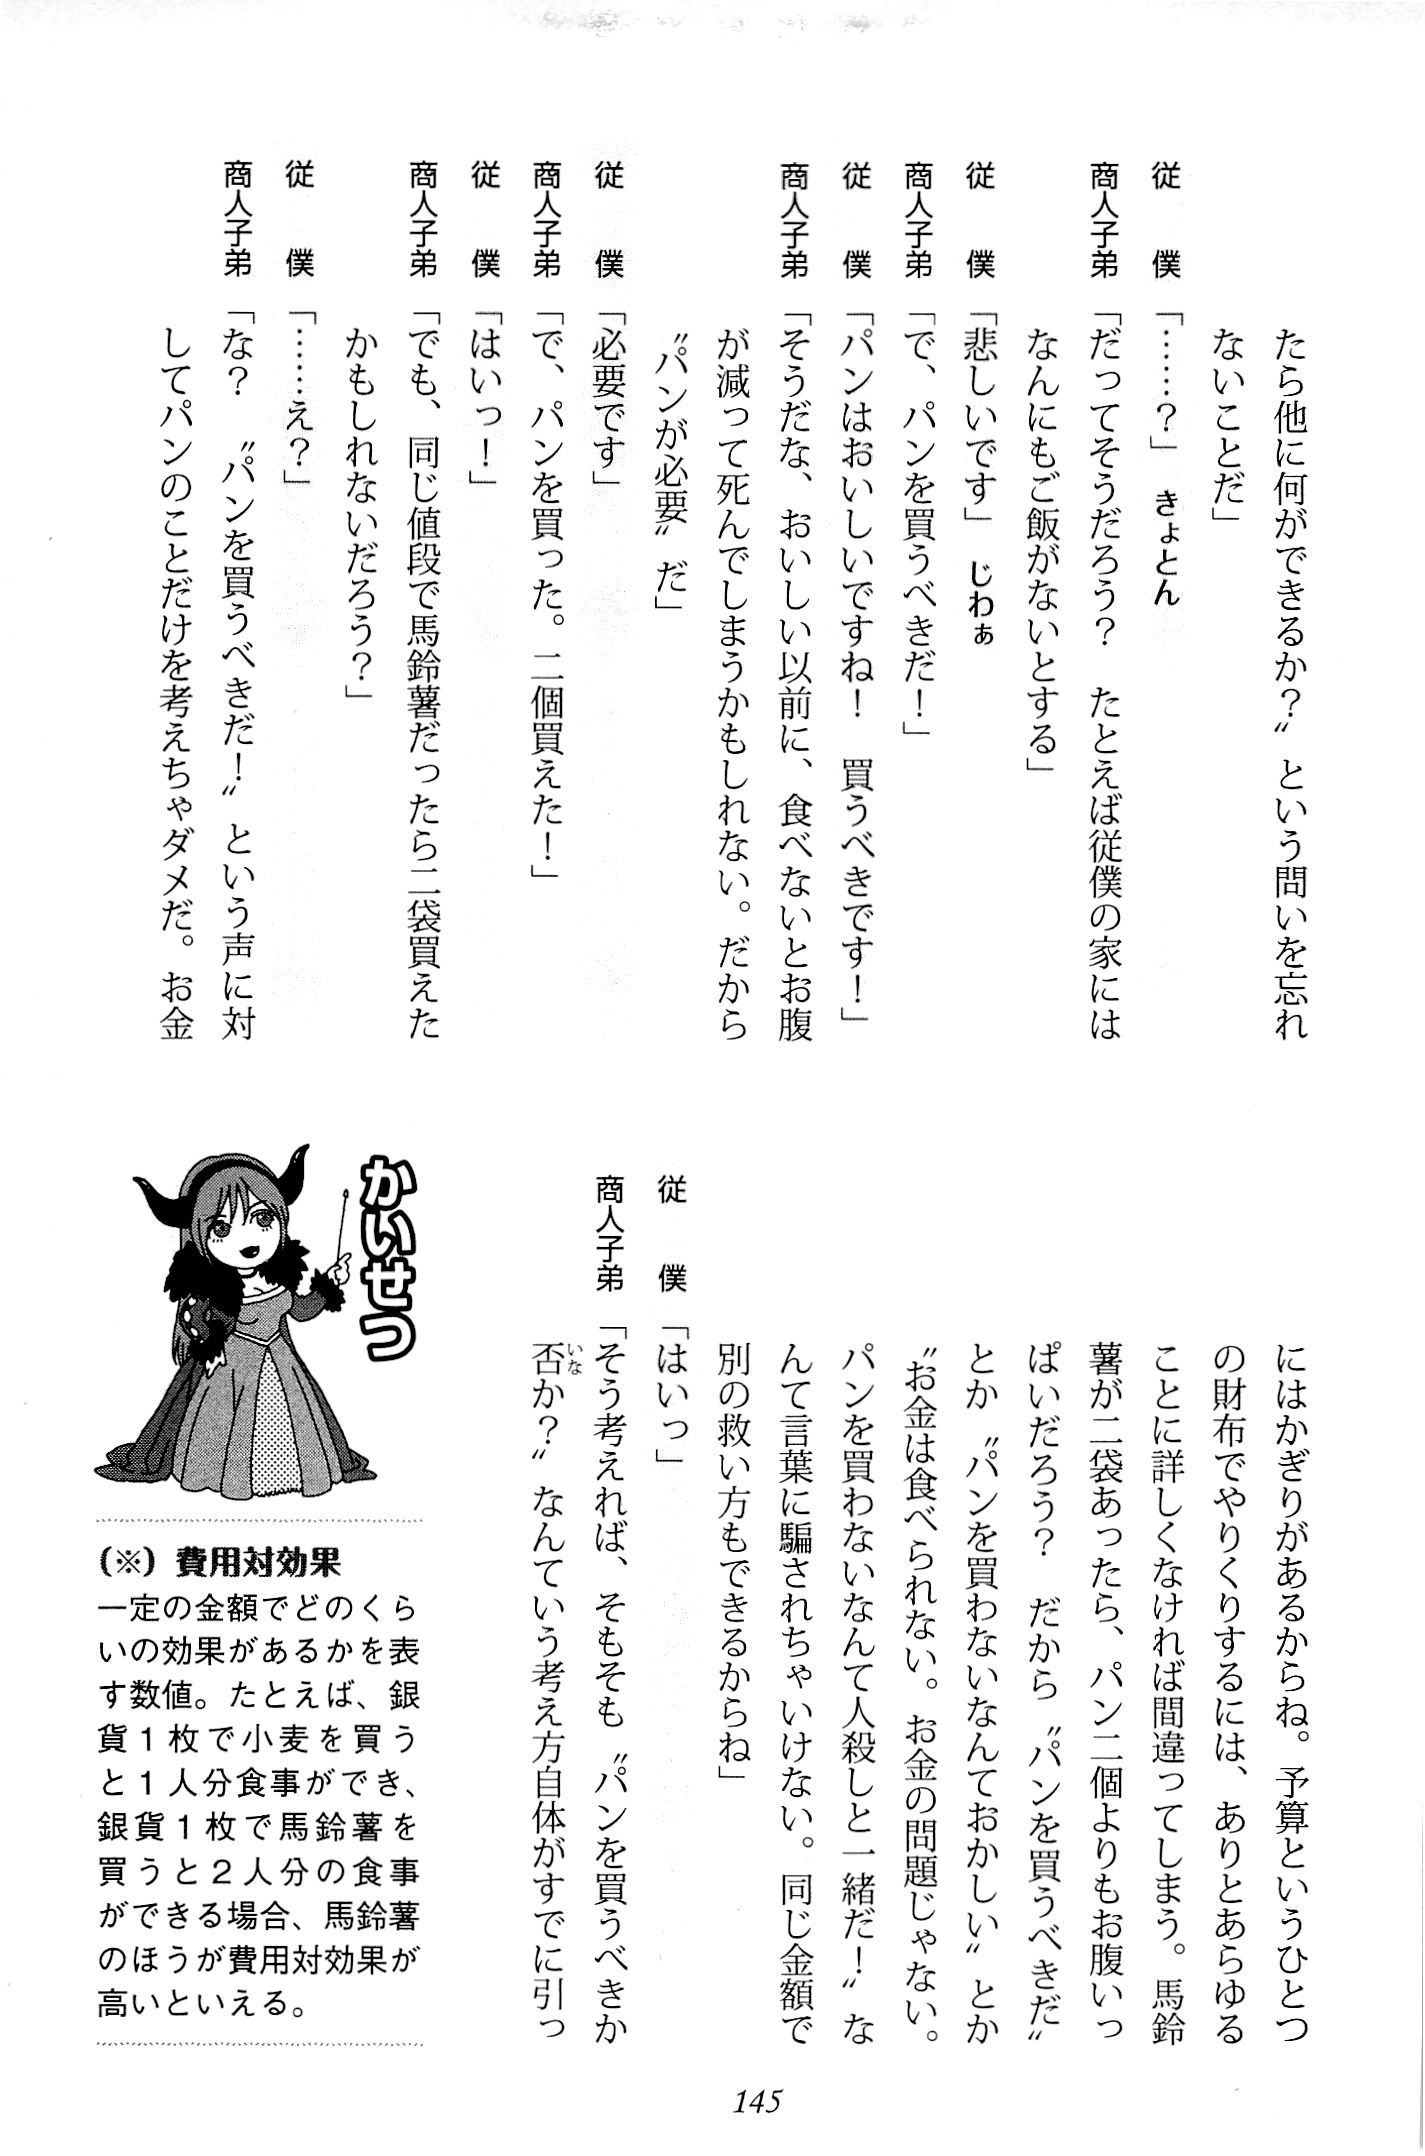 たら他に何ができるか？〟という問いを忘れ
ないことだ」
従　僕「……？」　きょとん
商人子弟「だってそうだろう？　たとえば従僕の家には
なんにもご飯がないとする」
従　僕「悲しいです」　じわぁ
商人子弟「で、パンを買うべきだ！」
従　僕「パンはおいしいですね！　買うべきです！」
商人子弟「そうだな、おいしい以前に、食べないとお腹
が減って死んでしまうかもしれない。だから
〝パンが必要〟だ」
従　僕「必要です」
商人子弟「で、パンを買った。二個買えた！」
従　僕「はいっ！」
商人子弟「でも、同じ値段で馬鈴薯だったら二袋買えた
かもしれないだろう？」
従　僕「……え？」
商人子弟「な？　〝パンを買うべきだ！〟という声に対
してパンのことだけを考えちゃダメだ。お金
にはかぎりがあるからね。予算というひとつ
の財布でやりくりするには、ありとあらゆる
ことに詳しくなければ間違ってしまう。馬鈴
薯が二袋あったら、パン二個よりもお腹いっ
ぱいだろう？　だから〝パンを買うべきだ〟
とか〝パンを買わないなんておかしい〟とか
〝お金は食べられない。お金の問題じゃない。
パンを買わないなんて人殺しと一緒だ！〟な
んて言葉に騙されちゃいけない。同じ金額で
別の救い方もできるからね」
従　僕「はいっ」
商人子弟「そう考えれば、そもそも〝パンを買うべきか
否か？〟なんていう考え方自体がすでに引っ
いな
かいせつ
（※）費用対効果
一定の金額でどのくら
いの効果があるかを表
す数値。たとえば、銀
貨１枚で小麦を買う
と１人分食事ができ、
銀貨１枚で馬鈴薯を
買うと２人分の食事
ができる場合、馬鈴薯
のほうが費用対効果が
高いといえる。
145